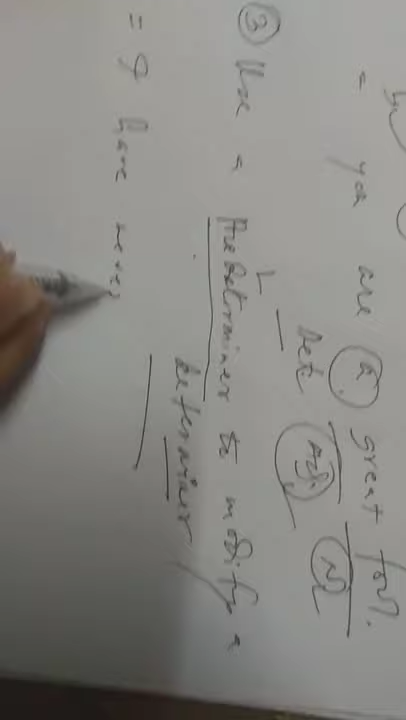 = you are a great fool.
Det Adj N
③ Use a Predeterminer to modify a
determiner
= I have never